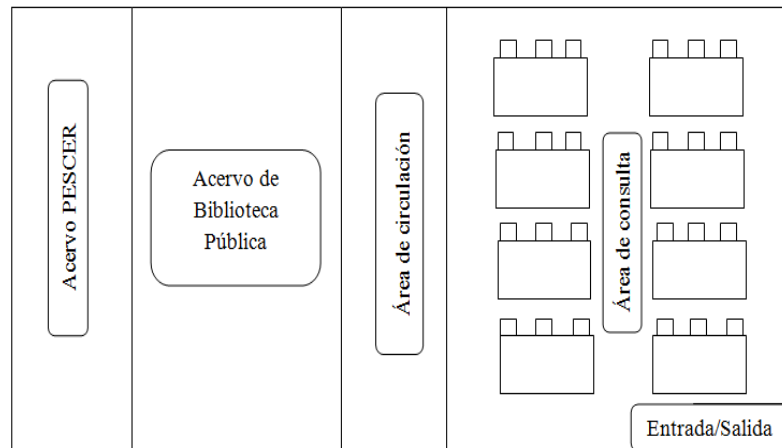 Acervo PESCER
Acervo de
Biblioteca
Pública
Área de circulación
Área de consulta
Entrada/Salida